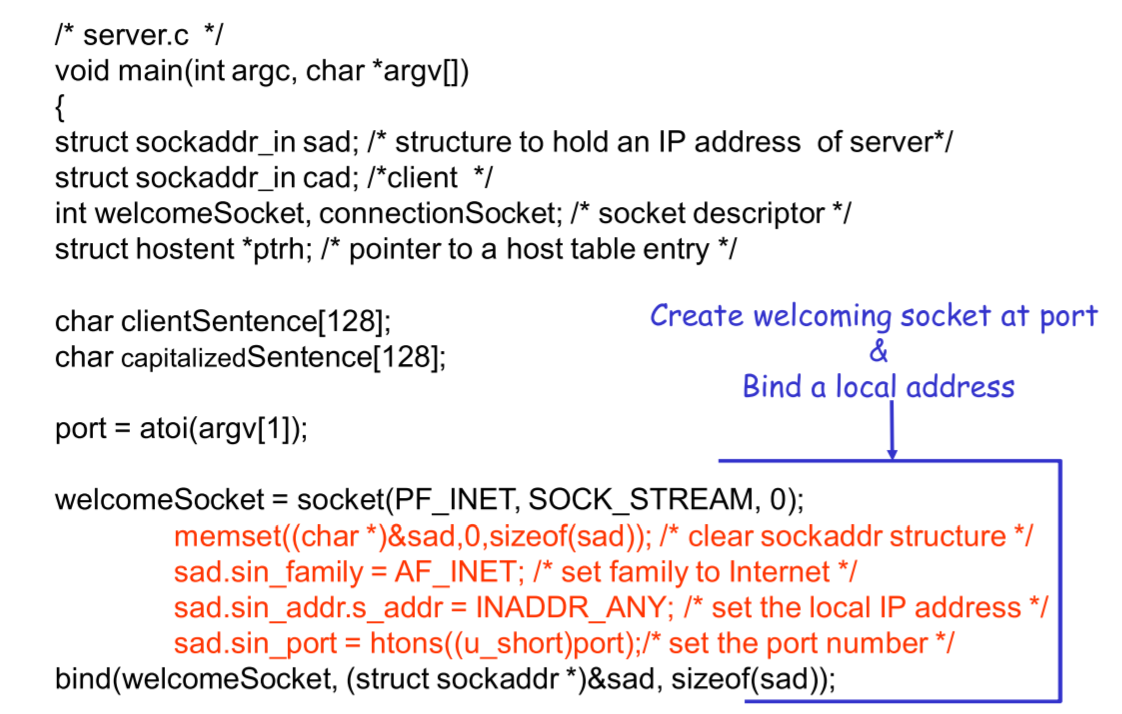 /* server.c */
void main(int argc, char *argv[])
{
struct sockaddr_in sad; /* structure to hold an IP address of server*/
struct sockaddr_in cad; /*client */
int welcomeSocket, connectionSocket; /* socket descriptor */
struct hostent *ptrh; /* pointer to a host table entry */
char clientSentence[128];
char capitalizedSentence[128];
Create welcoming socket at port
&
Bind a local address
port = atoi(argv[1]);
welcomeSocket = socket(PF_INET, SOCK_STREAM, 0);
memset((char *)&sad,0,sizeof(sad)); /* clear sockaddr structure */
sad.sin_family = AF_INET; /* set family to Internet */
sad.sin_addr.s_addr = INADDR_ANY; /* set the local IP address */
sad.sin_port = htons((u_short)port);/* set the port number */
bind(welcomeSocket, (struct sockaddr *)&sad, sizeof(sad));